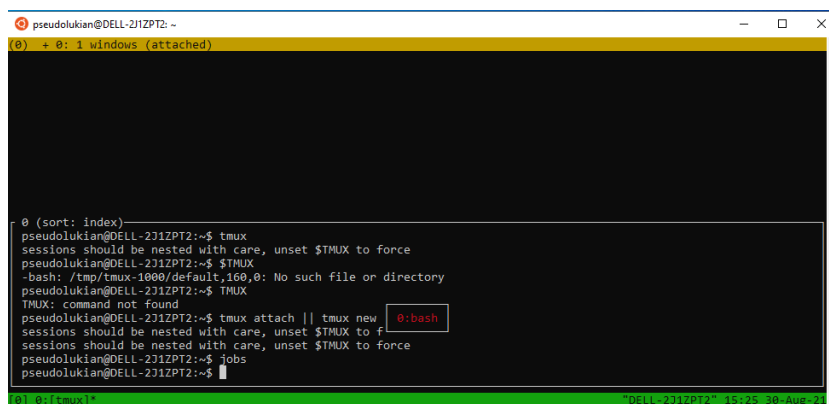 pseudolukian@DELL-2J1ZPT2: ~
(0)  + 0: 1 windows (attached)
0 (sort: index)
pseudolukian@DELL-2J1ZPT2:~$ tmux
sessions should be nested with care, unset $TMUX to force
pseudolukian@DELL-2J1ZPT2:~$ $TMUX
-bash: /tmp/tmux-1000/default,160,0: No such file or directory
pseudolukian@DELL-2J1ZPT2:~$ TMUX
TMUX: command not found
pseudolukian@DELL-2J1ZPT2:~$ tmux attach || tmux new 0:bash
sessions should be nested with care, unset $TMUX to f
sessions should be nested with care, unset $TMUX to force
pseudolukian@DELL-2J1ZPT2:~$ jobs
pseudolukian@DELL-2J1ZPT2:~$
[0] 0:[tmux]* "DELL-2J1ZPT2" 15:25 30-Aug-21